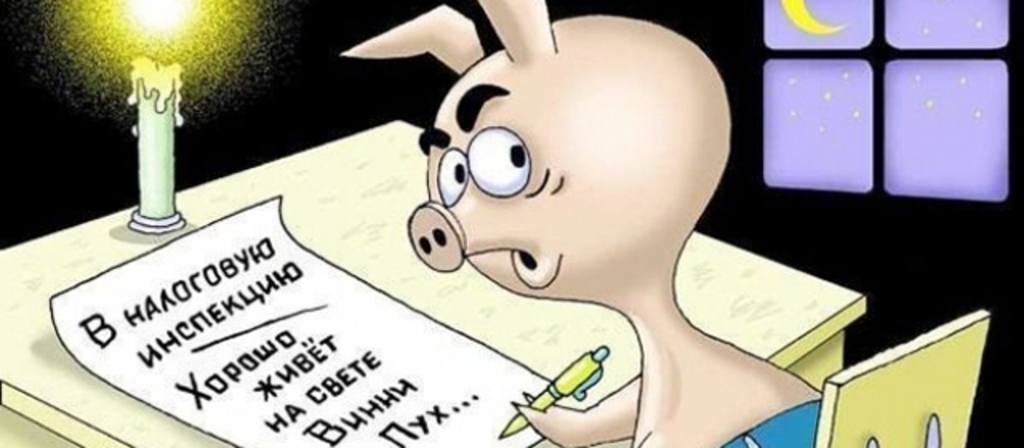 В НАЛОГОВУЮ
ИНСПЕКЦИЮ
ХОРОШО
ЖИВЁТ
НА СВЕТЕ
ВИННИ
ПУХ...